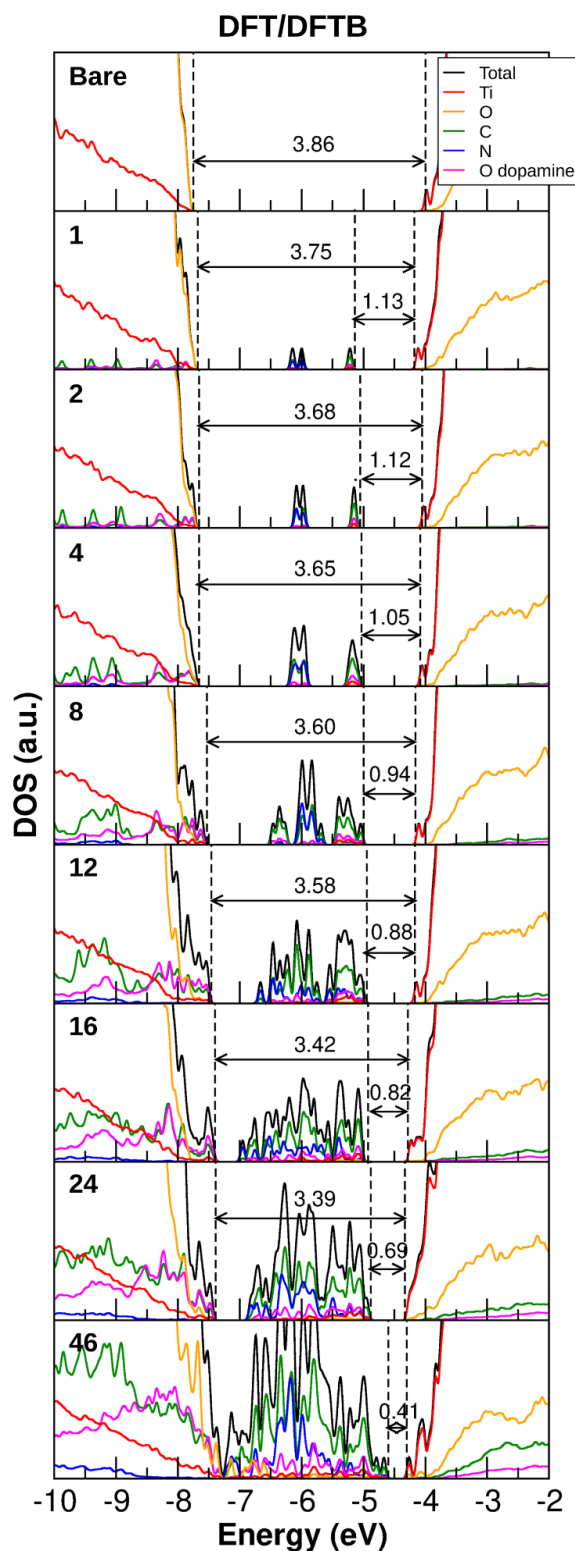 DFT/DFTB
Bare
Total
Ti
O
C
N
O dopamine
3.86
1
3.75
1.13
2
3.68
1.12
4
3.65
1.05
8
3.60
0.94
12
3.58
0.88
16
3.42
0.82
24
3.39
0.69
46
0.41
DOS (a.u.)
-10 -9 -8 -7 -6 -5 -4 -3 -2
Energy (eV)